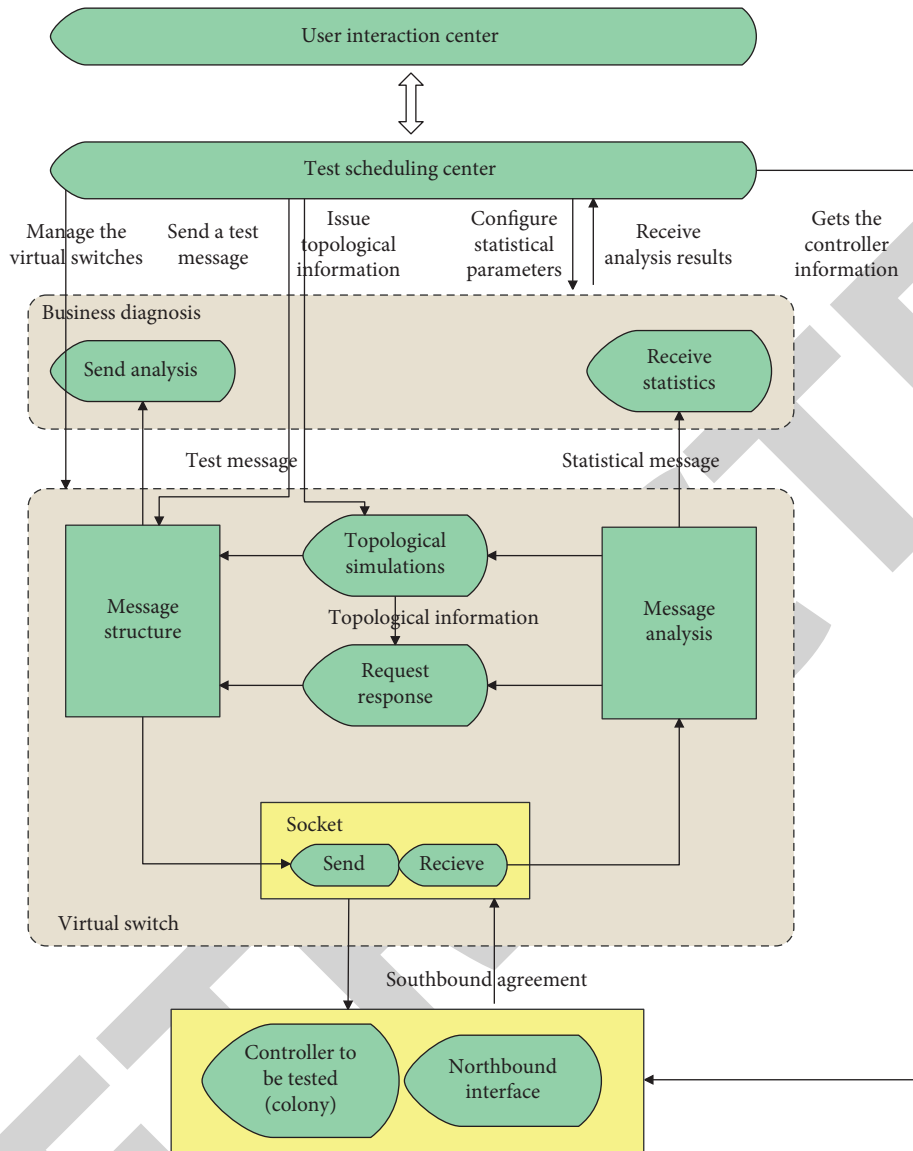 User interaction center
Test scheduling center
Manage the
virtual switches
Send a test
message
Issue
topological
information
Configure
statistical
parameters
Receive
analysis results
Gets the
controller
information
Business diagnosis
Send analysis
Receive
statistics
Test message
Statistical message
Message
structure
Topological
simulations
Topological information
Request
response
Message
analysis
Socket
Send
Recieve
Virtual switch
Southbound agreement
Controller to
be tested
(colony)
Northbound
interface